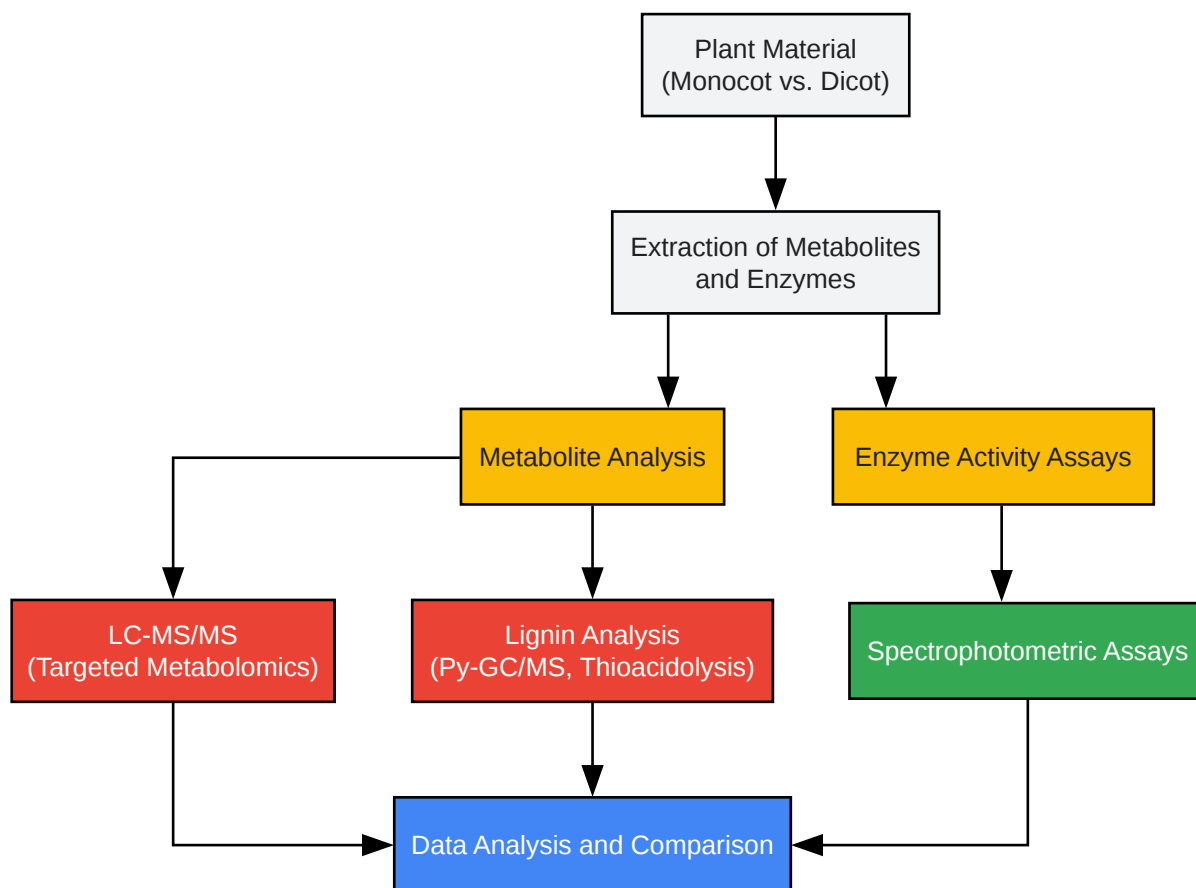 Plant Material
(Monocot vs. Dicot)
Extraction of Metabolites
and Enzymes
Metabolite Analysis
Enzyme Activity Assays
LC-MS/MS
(Targeted Metabolomics)
Lignin Analysis
(Py-GC/MS, Thioacidolysis)
Spectrophotometric Assays
Data Analysis and Comparison